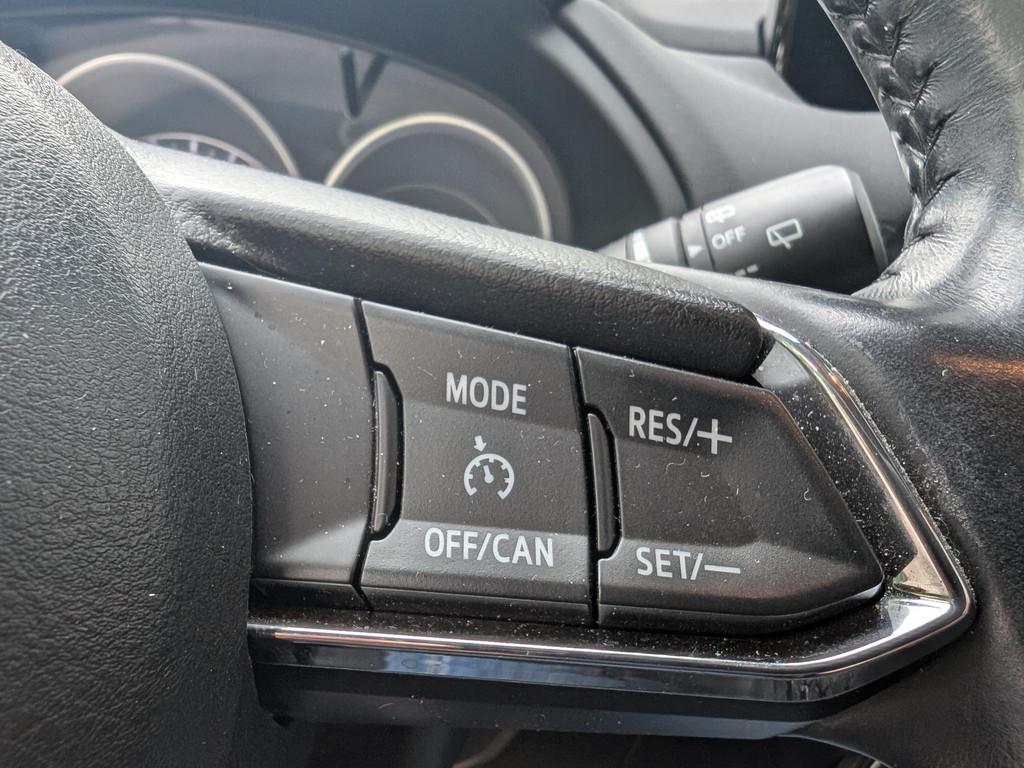 OFF
MODE
RES/+
OFF/CAN
SET/—